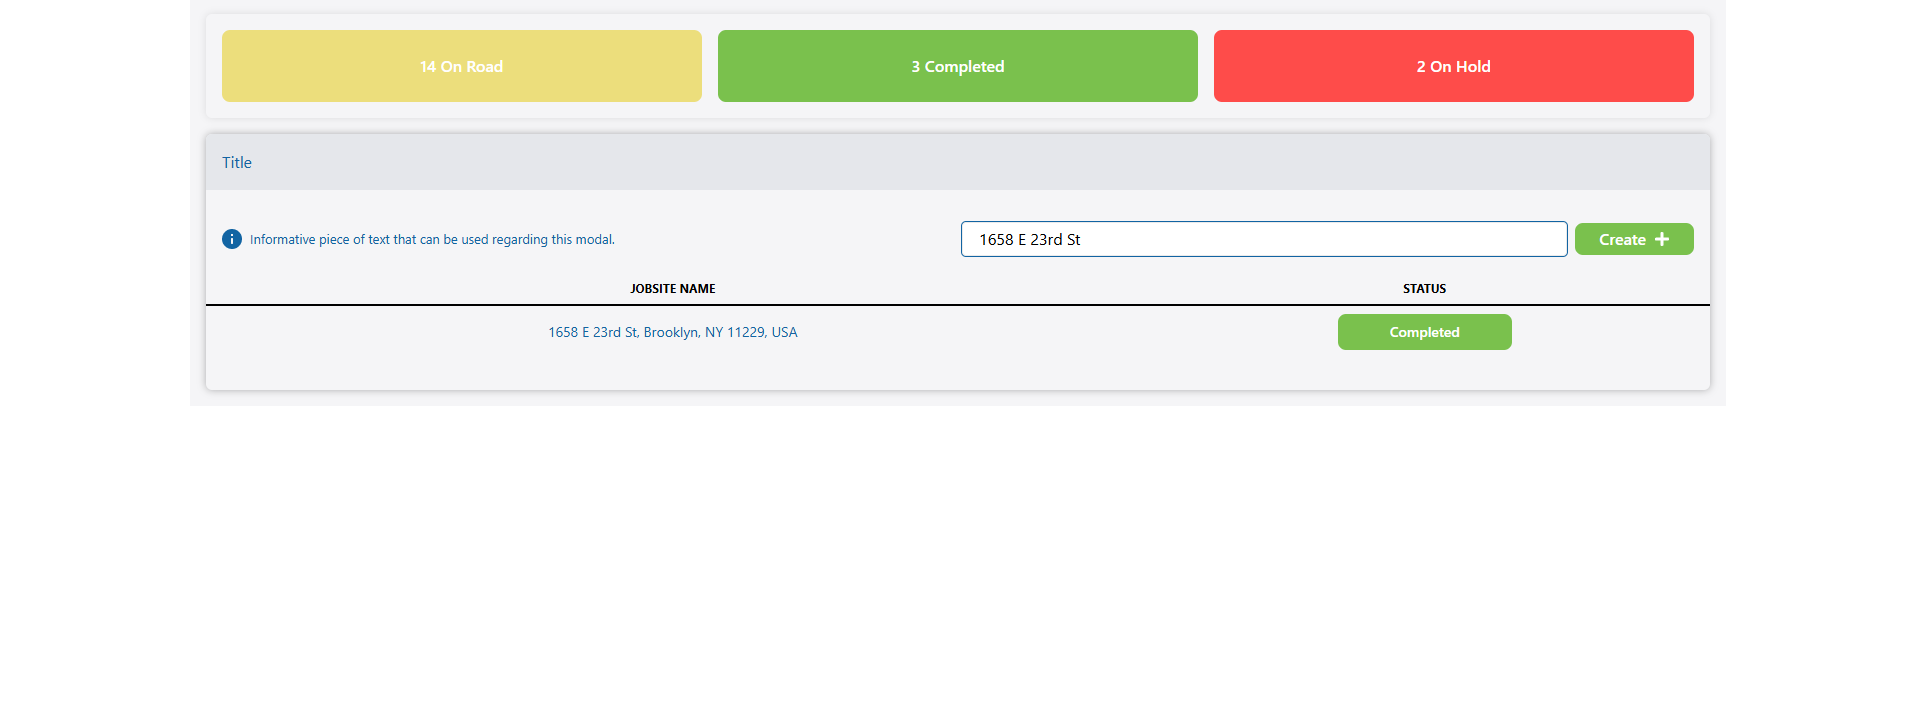 14 On Road
3 Completed
2 On Hold
Title
Informative piece of text that can be used regarding this modal.
1658 E 23rd St
Create
JOBSITE NAME
STATUS
1658 E 23rd St, Brooklyn, NY 11229, USA
Completed